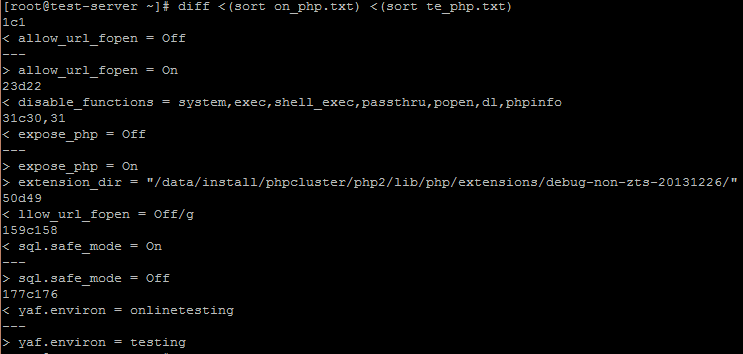 [root@test-server ~]# diff <(sort on_php.txt) <(sort te_php.txt)
1c1
< allow_url_fopen = Off
---
> allow_url_fopen = On
23d22
< disable_functions = system,exec,shell_exec,passthru,popen,dl,phpinfo
31c30,31
< expose_php = Off
---
> expose_php = On
> extension_dir = "/data/install/phpcluster/php2/lib/php/extensions/debug-non-zts-20131226/"
50d49
< llow_url_fopen = Off/g
159c158
< sql.safe_mode = On
---
> sql.safe_mode = Off
177c176
< yaf.environ = onlinetesting
---
> yaf.environ = testing